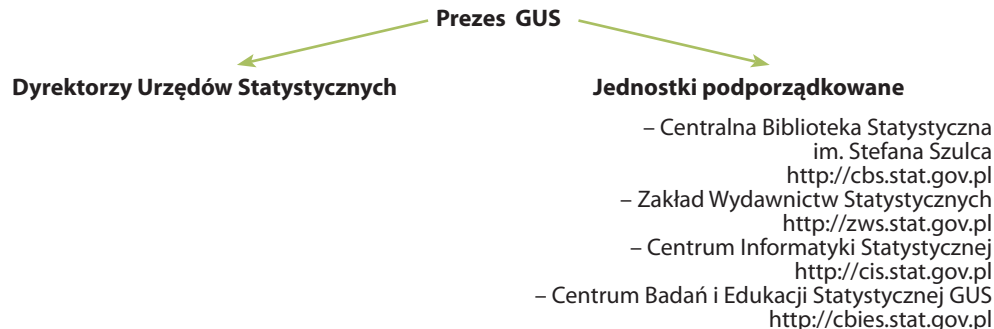 Prezes GUS
Dyrektorzy Urzędów Statystycznych
Jednostki podporządkowane
– Centralna Biblioteka Statystyczna
im. Stefana Szulca
http://cbs.stat.gov.pl
– Zakład Wydawnictw Statystycznych
http://zws.stat.gov.pl
– Centrum Informatyki Statystycznej
http://cis.stat.gov.pl
– Centrum Badań i Edukacji Statystycznej GUS
http://cbies.stat.gov.pl